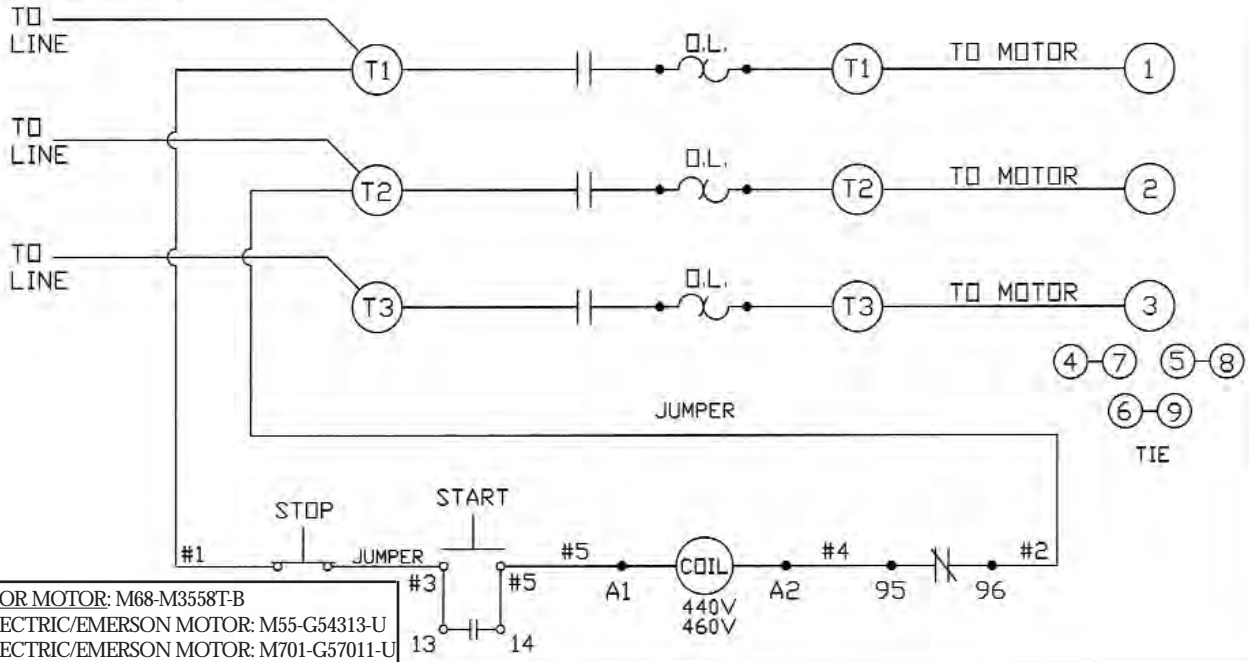 TO
LINE
T1
O.L.
T1
TO MOTOR
1
TO
LINE
T2
O.L.
T2
TO MOTOR
2
TO
LINE
T3
O.L.
T3
TO MOTOR
3
4 7 5 8
6 9
TIE
JUMPER
STOP
START
#1
JUMPER
#3
#5
#5
A1
COIL
440V
460V
A2
#4
95
96
#2
13
14
OR MOTOR: M68-M3558T-B
ECTRIC/EMERSON MOTOR: M55-G54313-U
ECTRIC/EMERSON MOTOR: M701-G57011-U